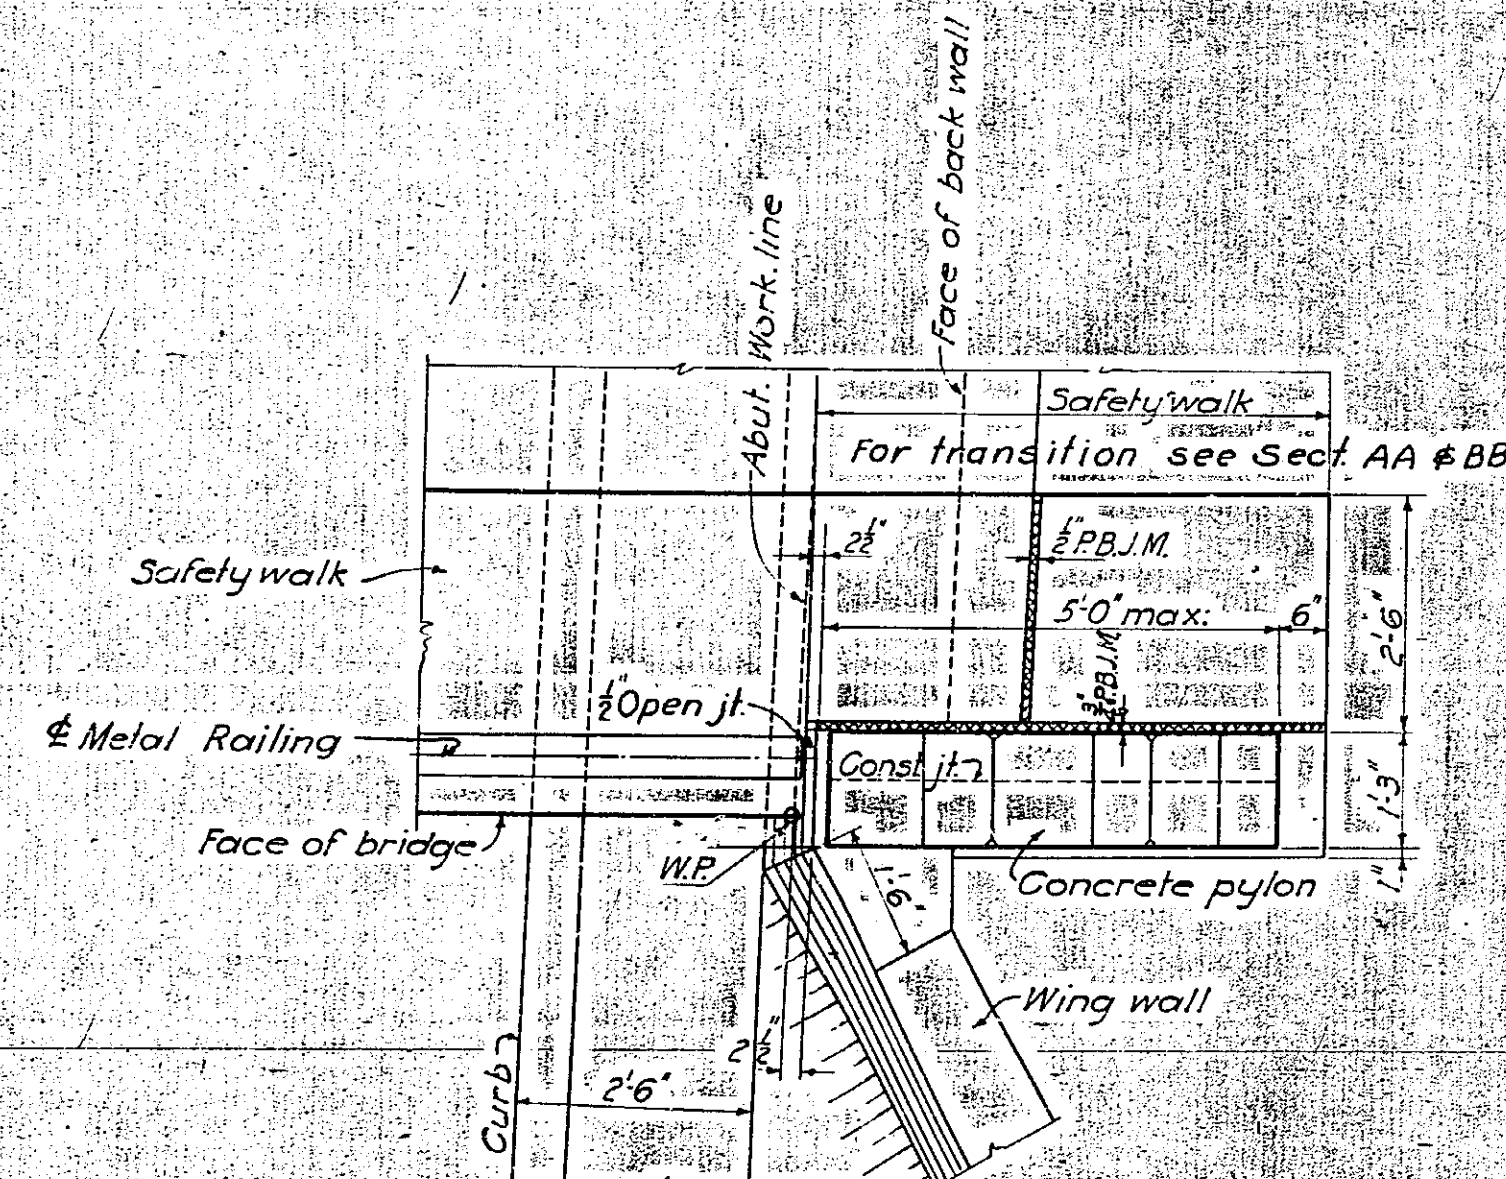 Face of back wall
Abut. Work. line
Safety walk
For transition see Sect. AA & BB
2½"
½" P.B.J.M.
Safety walk
5'-0" max.
6"
2'-6"
¾" P.B.J.M.
½" Open jt.
℄ Metal Railing
Const. jt.
1'-3"
Face of bridge
W.P.
1'-6"
Concrete pylon
1"
Wing wall
2½"
Curb
2'-6"